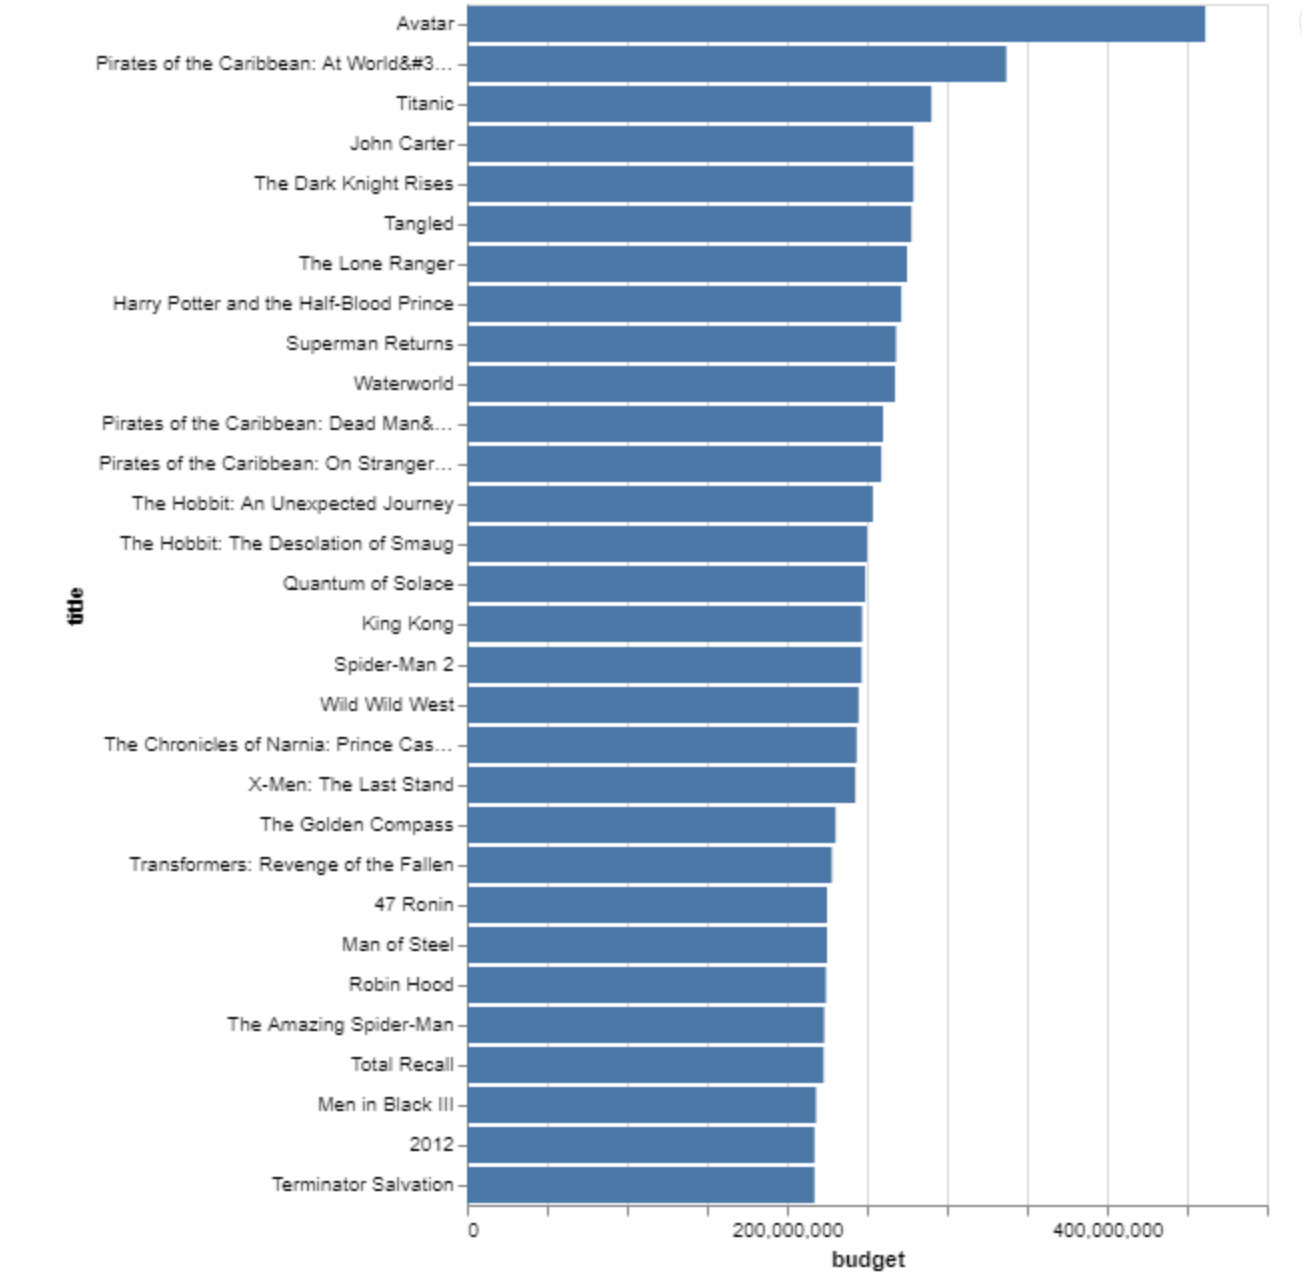 Avatar
Pirates of the Caribbean: At World&#3...
Titanic
John Carter
The Dark Knight Rises
Tangled
The Lone Ranger
Harry Potter and the Half-Blood Prince
Superman Returns
Waterworld
Pirates of the Caribbean: Dead Man&...
Pirates of the Caribbean: On Stranger...
The Hobbit: An Unexpected Journey
The Hobbit: The Desolation of Smaug
Quantum of Solace
King Kong
Spider-Man 2
Wild Wild West
The Chronicles of Narnia: Prince Cas...
X-Men: The Last Stand
The Golden Compass
Transformers: Revenge of the Fallen
47 Ronin
Man of Steel
Robin Hood
The Amazing Spider-Man
Total Recall
Men in Black III
2012
Terminator Salvation
title
0 200,000,000 400,000,000
budget